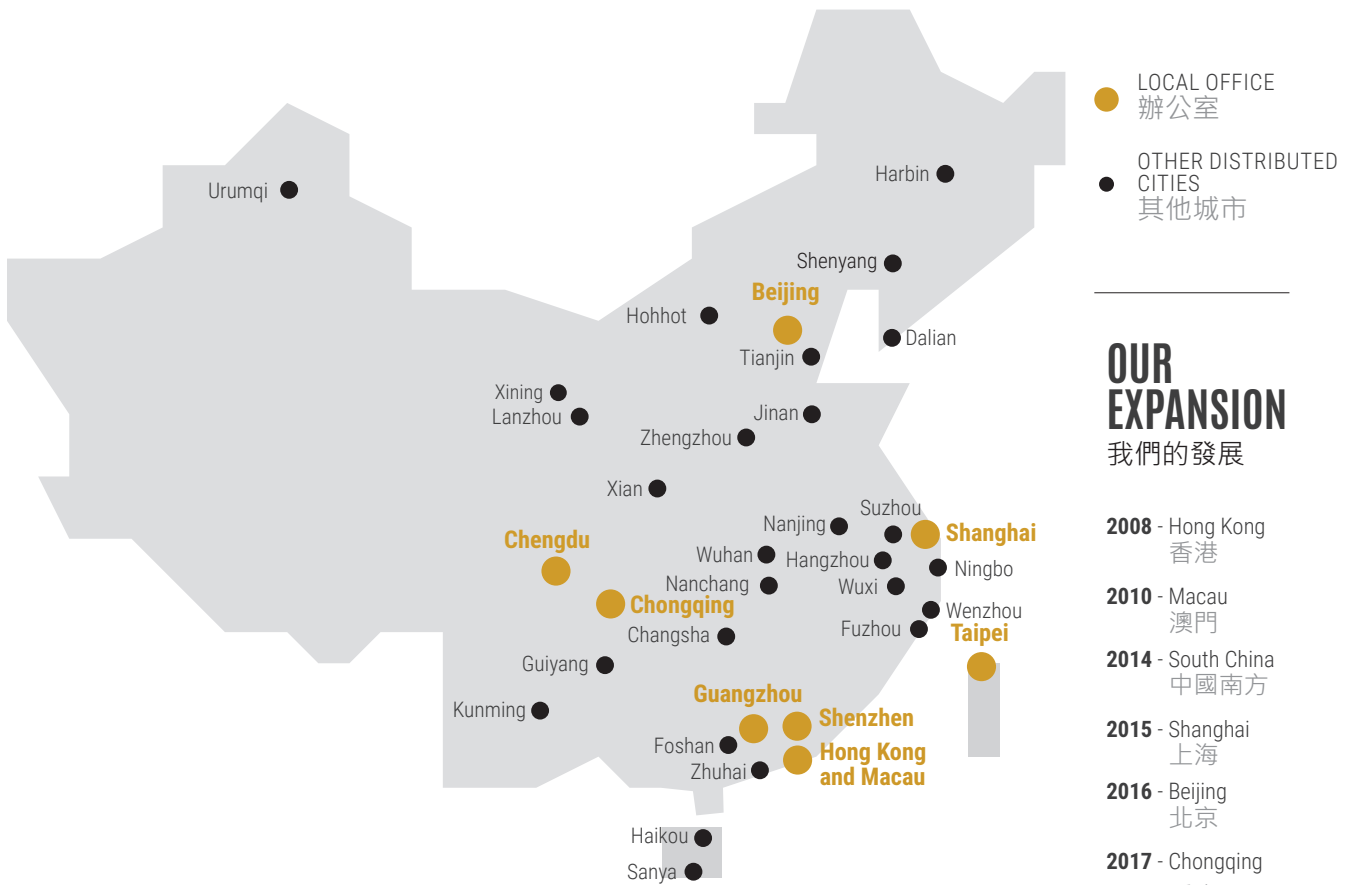 LOCAL OFFICE
辦公室
OTHER DISTRIBUTED
CITIES
其他城市
Harbin
Urumqi
Shenyang
Beijing
Hohhot
Dalian
Tianjin
Xining
Lanzhou
Jinan
Zhengzhou
Xian
Suzhou
Nanjing
Shanghai
Chengdu
Wuhan
Hangzhou
Ningbo
Nanchang
Wuxi
Chongqing
Wenzhou
Changsha
Fuzhou
Taipei
Guiyang
Guangzhou
Kunming
Shenzhen
Foshan
Hong Kong
and Macau
Zhuhai
Haikou
Sanya
OUR
EXPANSION
我們的發展
2008 - Hong Kong
香港
2010 - Macau
澳門
2014 - South China
中國南方
2015 - Shanghai
上海
2016 - Beijing
北京
2017 - Chongqing